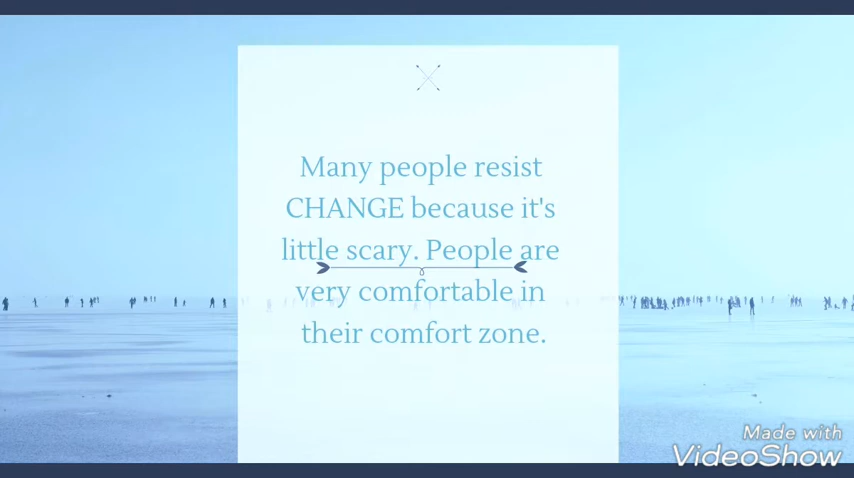 Many people resist
CHANGE because it's
little scary. People are
very comfortable in
their comfort zone.
Made with
VideoShow